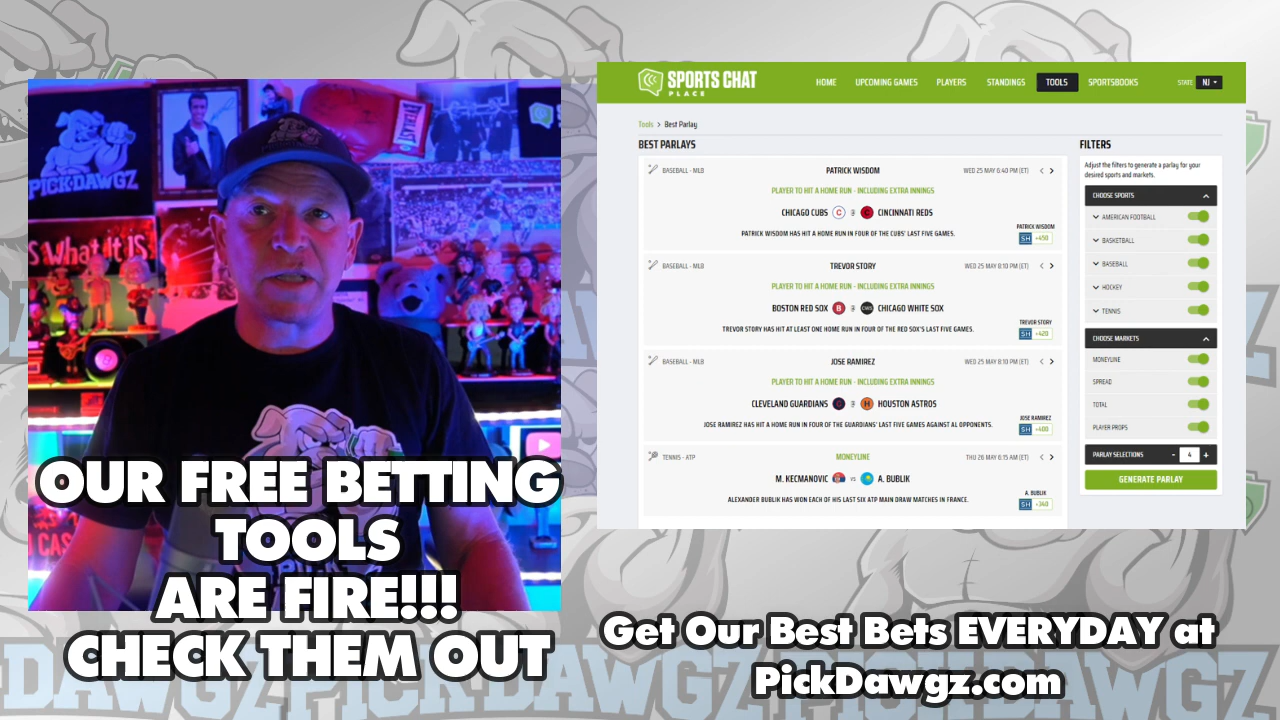 PICKDAWGZ
What It IS
OUR FREE BETTING
TOOLS
ARE FIRE!!!
CHECK THEM OUT
SPORTS CHAT
PLACE
HOME
UPCOMING GAMES
PLAYERS
STANDINGS
TOOLS
SPORTSBOOKS
STATE
NJ
Tools > Best Parlay
BEST PARLAYS
BASEBALL - MLB
PATRICK WISDOM
WED 25 MAY 6:40 PM (ET)
PLAYER TO HIT A HOME RUN - INCLUDING EXTRA INNINGS
CHICAGO CUBS @ CINCINNATI REDS
PATRICK WISDOM HAS HIT A HOME RUN IN FOUR OF THE CUBS' LAST FIVE GAMES.
PATRICK WISDOM
SH +450
BASEBALL - MLB
TREVOR STORY
WED 25 MAY 8:10 PM (ET)
PLAYER TO HIT A HOME RUN - INCLUDING EXTRA INNINGS
BOSTON RED SOX @ CHICAGO WHITE SOX
TREVOR STORY HAS HIT AT LEAST ONE HOME RUN IN FOUR OF THE RED SOX'S LAST FIVE GAMES.
TREVOR STORY
SH +420
BASEBALL - MLB
JOSE RAMIREZ
WED 25 MAY 8:10 PM (ET)
PLAYER TO HIT A HOME RUN - INCLUDING EXTRA INNINGS
CLEVELAND GUARDIANS @ HOUSTON ASTROS
JOSE RAMIREZ HAS HIT A HOME RUN IN FOUR OF THE GUARDIANS' LAST FIVE GAMES AGAINST AL OPPONENTS.
JOSE RAMIREZ
SH +400
TENNIS - ATP
MONEYLINE
THU 26 MAY 6:15 AM (ET)
M. KECMANOVIC VS A. BUBLIK
ALEXANDER BUBLIK HAS WON EACH OF HIS LAST SIX ATP MAIN DRAW MATCHES IN FRANCE.
A. BUBLIK
SH +340
FILTERS
Adjust the filters to generate a parlay for your
desired sports and markets.
CHOOSE SPORTS
AMERICAN FOOTBALL
BASKETBALL
BASEBALL
HOCKEY
TENNIS
CHOOSE MARKETS
MONEYLINE
SPREAD
TOTAL
PLAYER PROPS
PARLAY SELECTIONS - 4 +
GENERATE PARLAY
Get Our Best Bets EVERYDAY at
PickDawgz.com